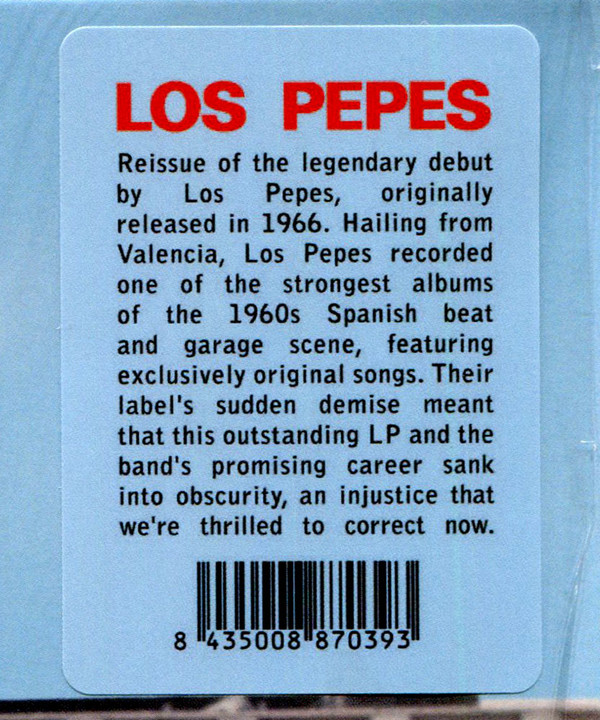 LOS PEPES
Reissue of the legendary debut
by Los Pepes, originally
released in 1966. Hailing from
Valencia, Los Pepes recorded
one of the strongest albums
of the 1960s Spanish beat
and garage scene, featuring
exclusively original songs. Their
label's sudden demise meant
that this outstanding LP and the
band's promising career sank
into obscurity, an injustice that
we're thrilled to correct now.
8 435008 870393